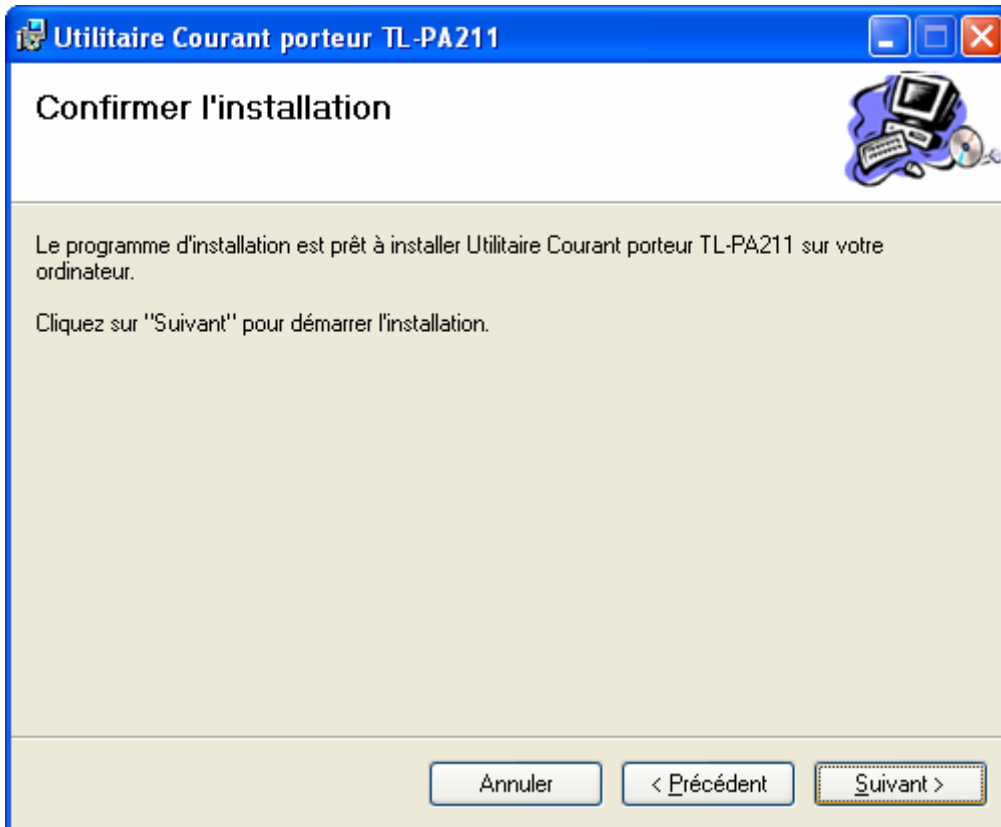 Utilitaire Courant porteur TL-PA211
Confirmer l'installation
Le programme d'installation est prêt à installer Utilitaire Courant porteur TL-PA211 sur votre
ordinateur.
Cliquez sur "Suivant" pour démarrer l'installation.
Annuler
< Précédent
Suivant >